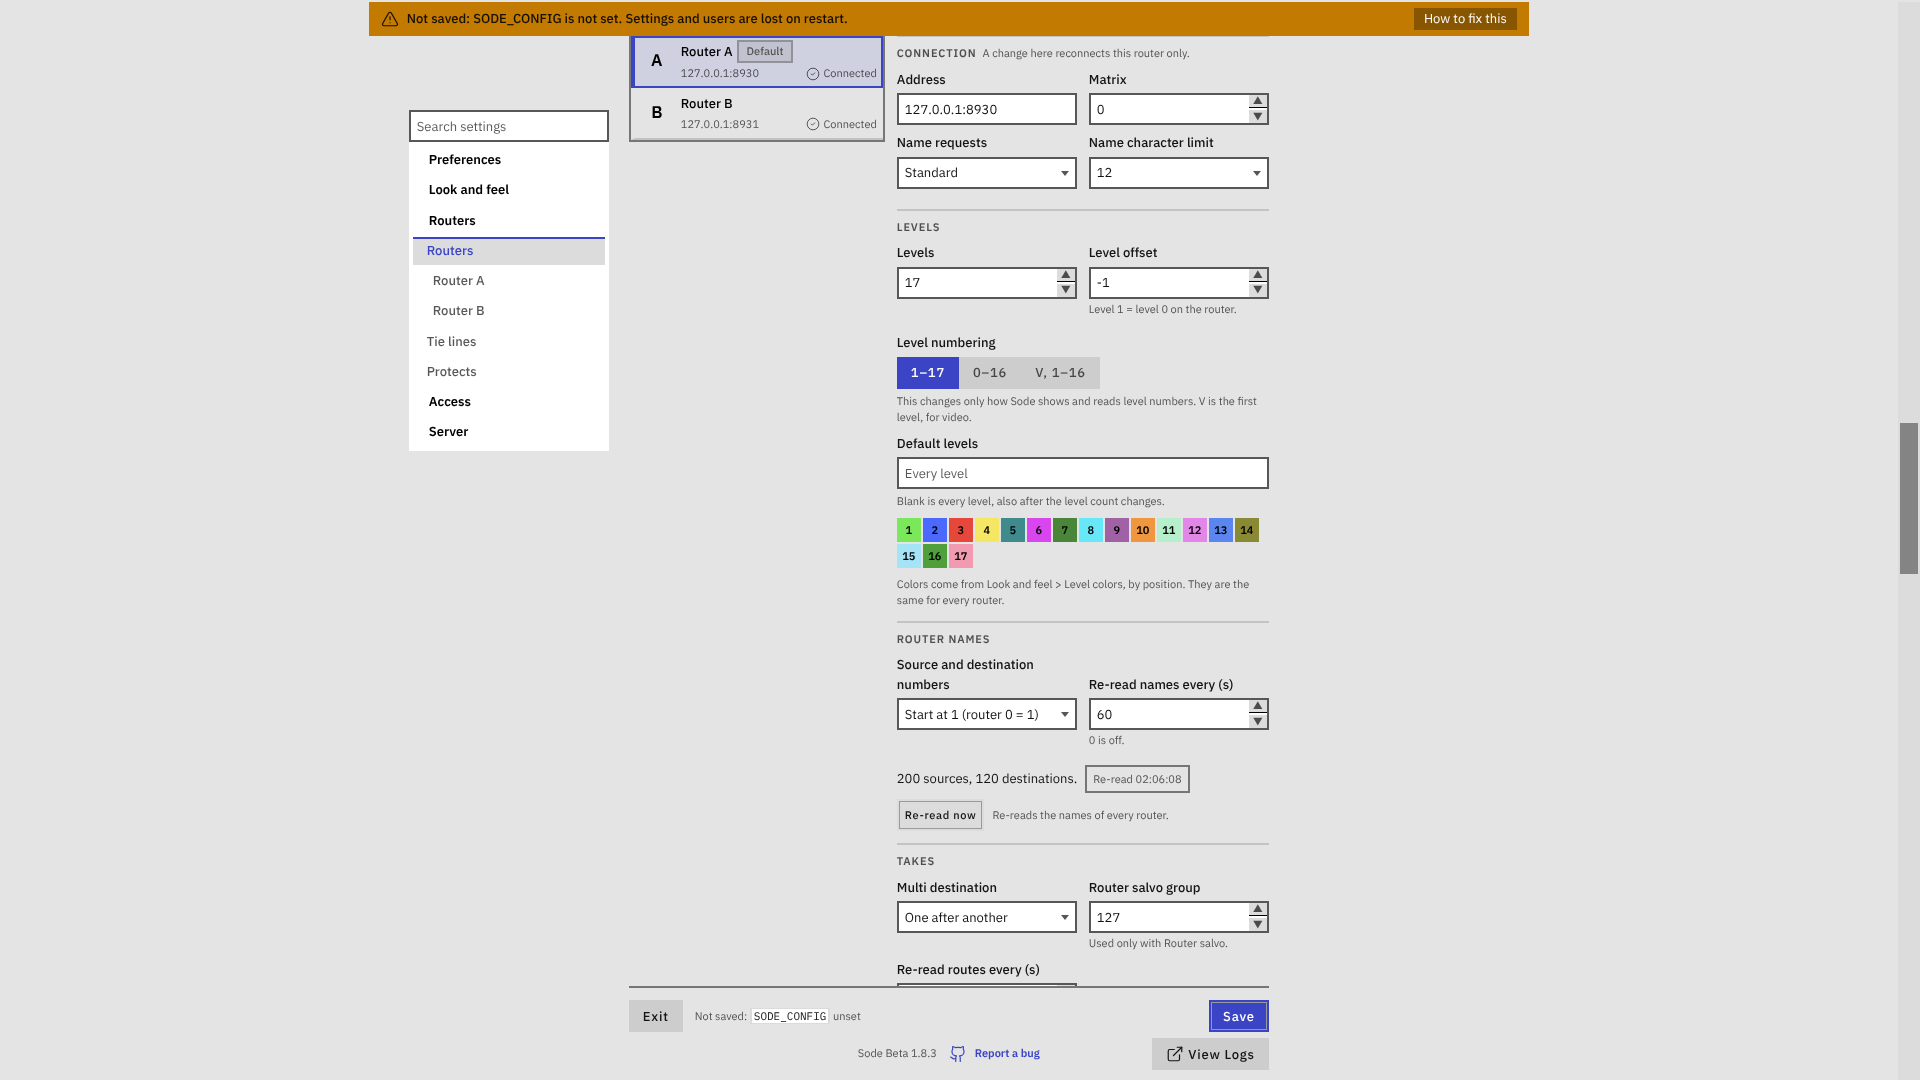 Not saved: SODE_CONFIG is not set. Settings and users are lost on restart.
How to fix this
A
Router A
Default
127.0.0.1:8930
Connected
B
Router B
127.0.0.1:8931
Connected
Search settings
Preferences
Look and feel
Routers
Routers
Router A
Router B
Tie lines
Protects
Access
Server
CONNECTION A change here reconnects this router only.
Address
Matrix
127.0.0.1:8930
0
Name requests
Name character limit
Standard
12
LEVELS
Levels
Level offset
17
-1
Level 1 = level 0 on the router.
Level numbering
1–17
0–16
V, 1–16
This changes only how Sode shows and reads level numbers. V is the first
level, for video.
Default levels
Every level
Blank is every level, also after the level count changes.
1 2 3 4 5 6 7 8 9 10 11 12 13 14
15 16 17
Colors come from Look and feel > Level colors, by position. They are the
same for every router.
ROUTER NAMES
Source and destination
numbers
Re-read names every (s)
Start at 1 (router 0 = 1)
60
0 is off.
200 sources, 120 destinations.
Re-read 02:06:08
Re-read now
Re-reads the names of every router.
TAKES
Multi destination
Router salvo group
One after another
127
Used only with Router salvo.
Re-read routes every (s)
Exit
Not saved: SODE_CONFIG unset
Save
Sode Beta 1.8.3
Report a bug
View Logs